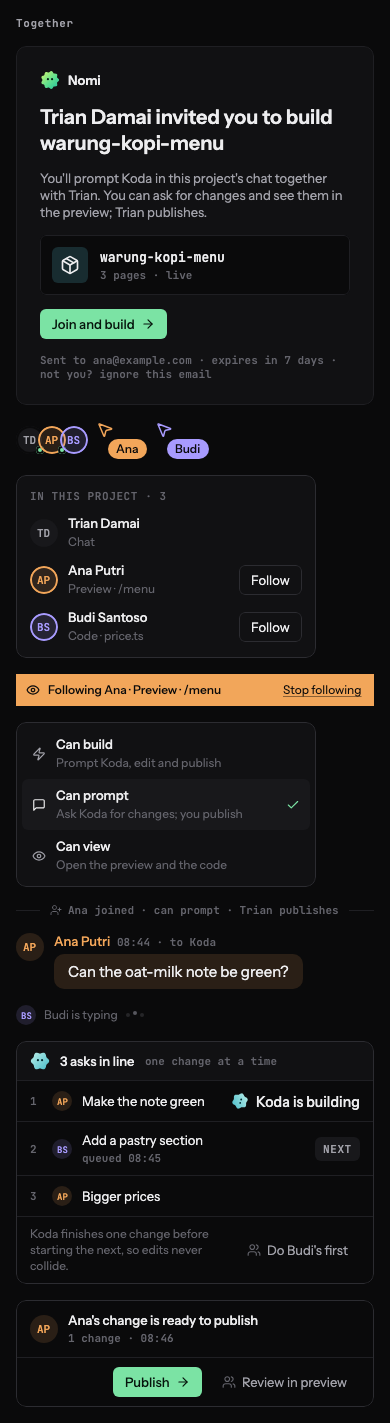 Together
Nomi
Trian Damai invited you to build
warung-kopi-menu
You'll prompt Koda in this project's chat together
with Trian. You can ask for changes and see them in
the preview; Trian publishes.
warung-kopi-menu
3 pages · live
Join and build →
Sent to ana@example.com · expires in 7 days ·
not you? ignore this email
TD AP BS
Ana
Budi
IN THIS PROJECT · 3
TD
Trian Damai
Chat
AP
Ana Putri
Preview · /menu
Follow
BS
Budi Santoso
Code · price.ts
Follow
Following Ana · Preview · /menu
Stop following
Can build
Prompt Koda, edit and publish
Can prompt
Ask Koda for changes; you publish
Can view
Open the preview and the code
Ana joined · can prompt · Trian publishes
AP
Ana Putri 08:44 · to Koda
Can the oat-milk note be green?
BS
Budi is typing
3 asks in line one change at a time
1 AP Make the note green
Koda is building
2 BS Add a pastry section
queued 08:45
NEXT
3 AP Bigger prices
Koda finishes one change before
starting the next, so edits never
collide.
Do Budi's first
AP
Ana's change is ready to publish
1 change · 08:46
Publish →
Review in preview